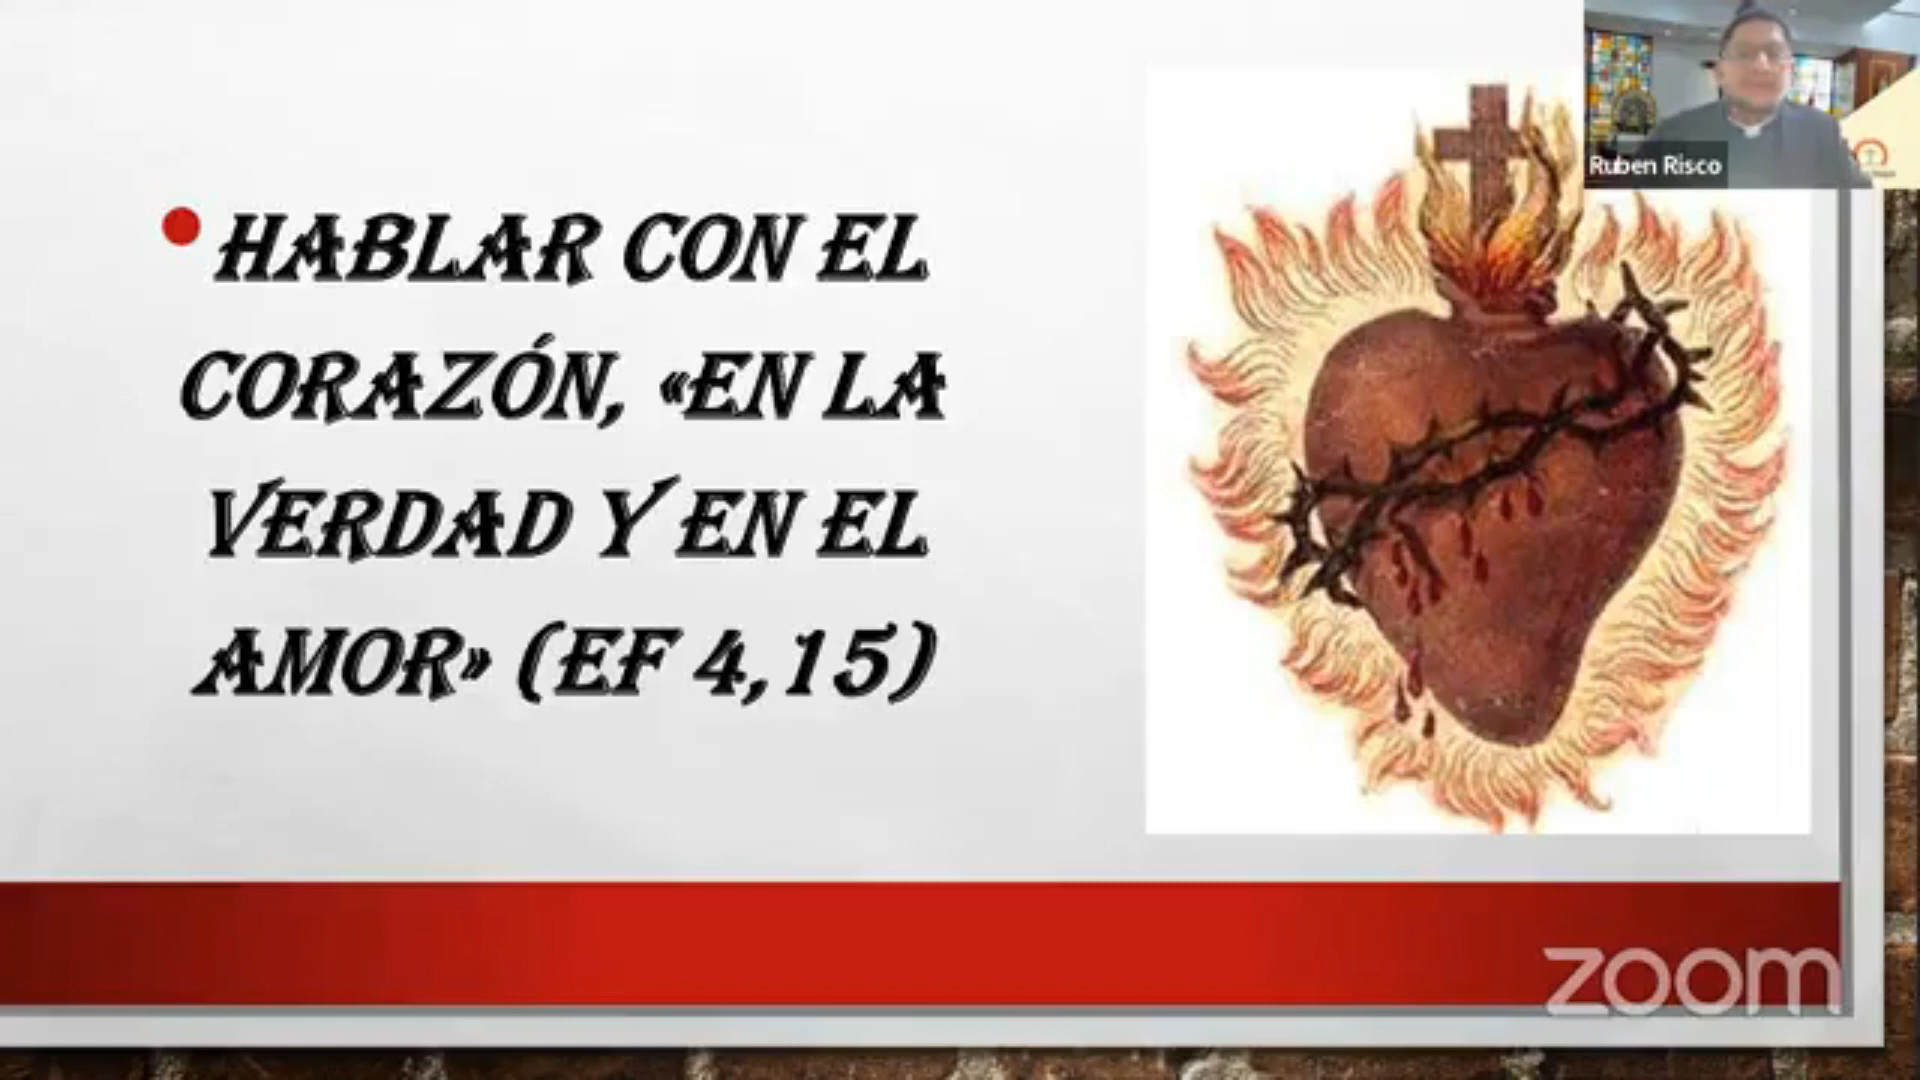 HABLAR CON EL
CORAZÓN, «EN LA
VERDAD Y EN EL
AMOR» (EF 4,15)
Ruben Risco
zoom